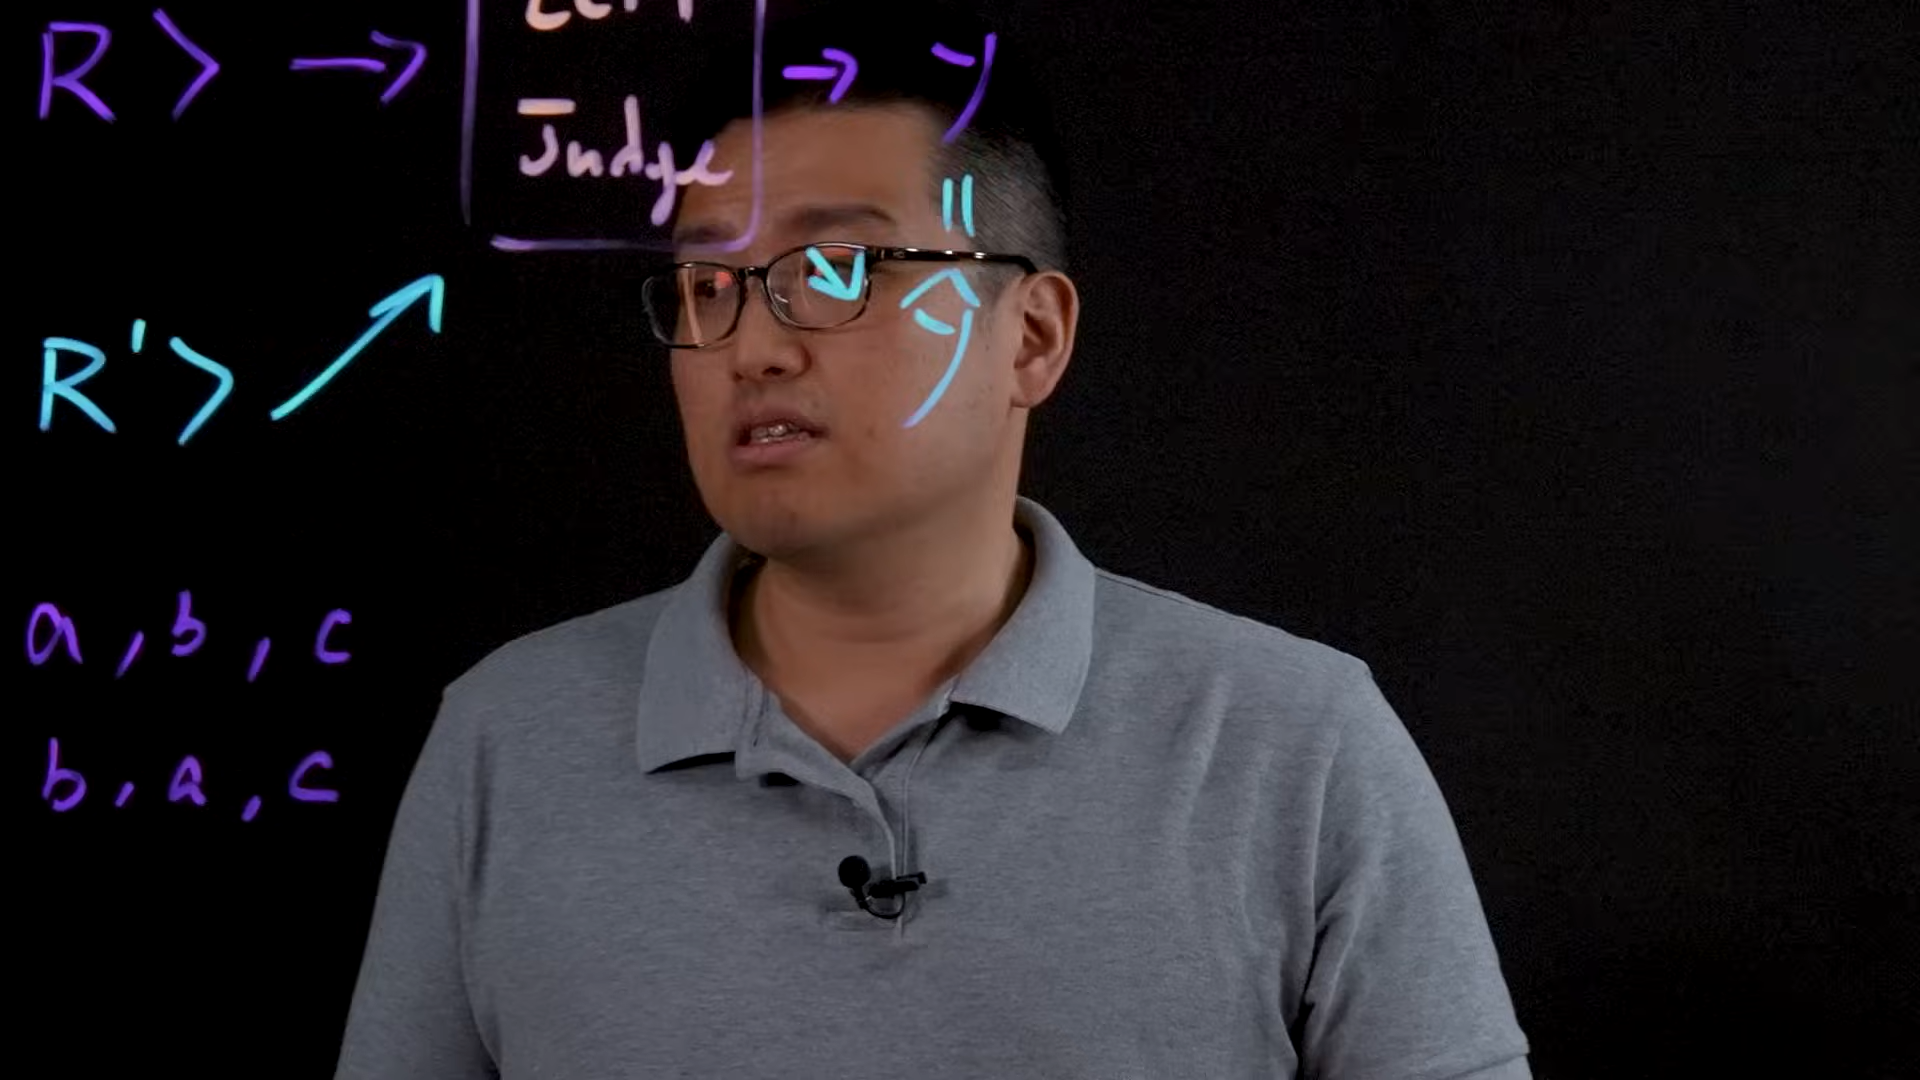 R > → Judge → y
=
R' > ↗ ↘ ŷ
a, b, c
b, a, c